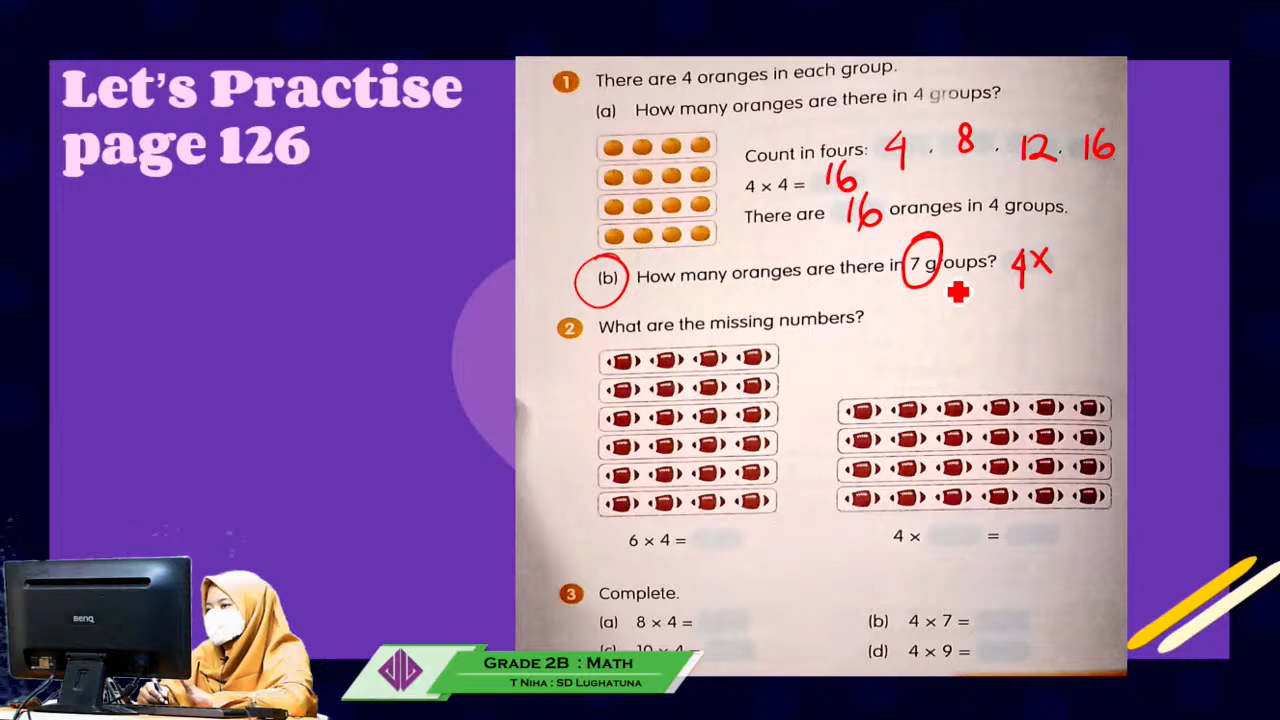 Let's Practise
page 126
1 There are 4 oranges in each group.
(a) How many oranges are there in 4 groups?
Count in fours: 4 , 8 , 12 , 16
4 × 4 = 16
There are 16 oranges in 4 groups.
(b) How many oranges are there in 7 groups? 4×
2 What are the missing numbers?
6 × 4 =
4 × =
3 Complete.
(a) 8 × 4 =
(b) 4 × 7 =
(c) 10 × 4 =
(d) 4 × 9 =
BenQ
Grade 2B : Math
T Niha : SD Lughatuna